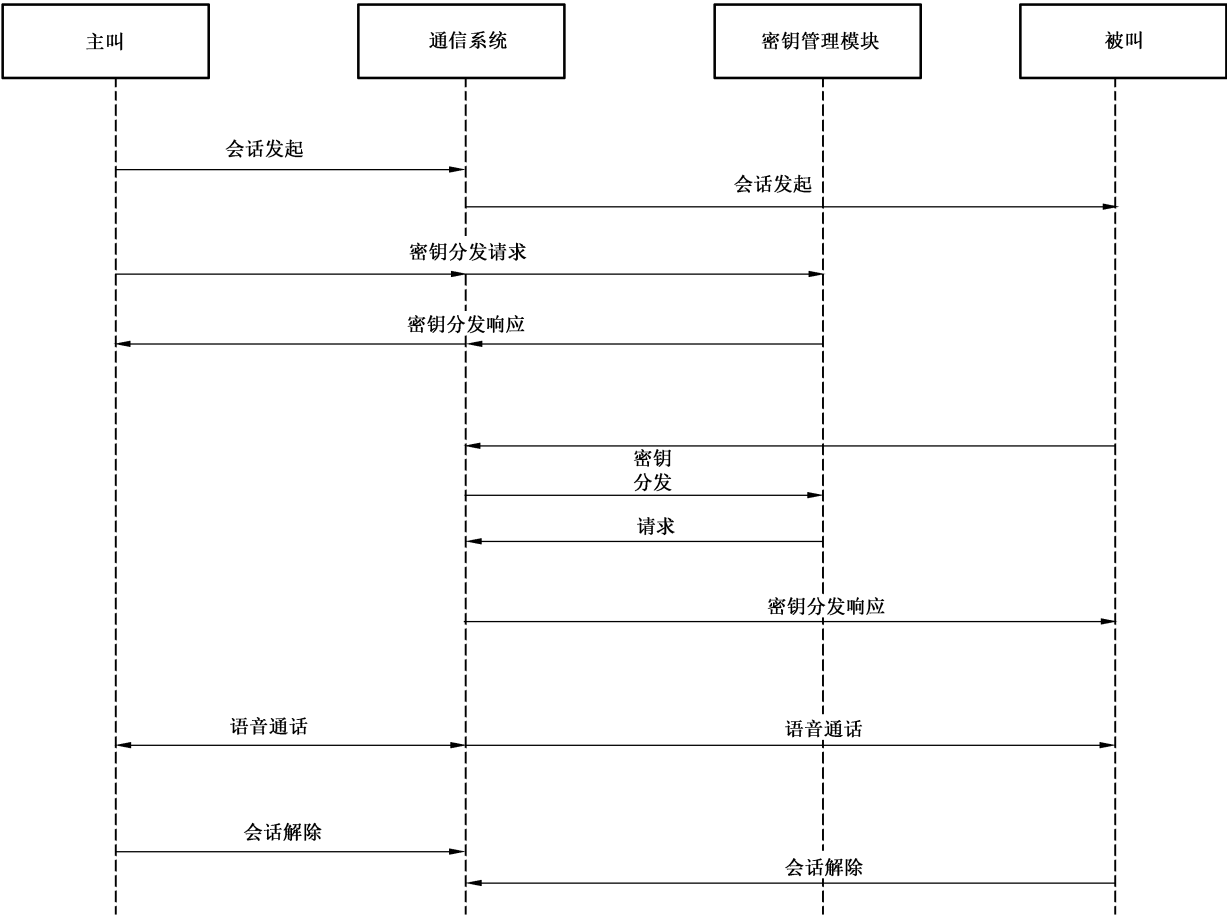 主叫
通信系统
密钥管理模块
被叫
会话发起
会话发起
密钥分发请求
密钥分发响应
密钥
分发
请求
密钥分发响应
语音通话
语音通话
会话解除
会话解除